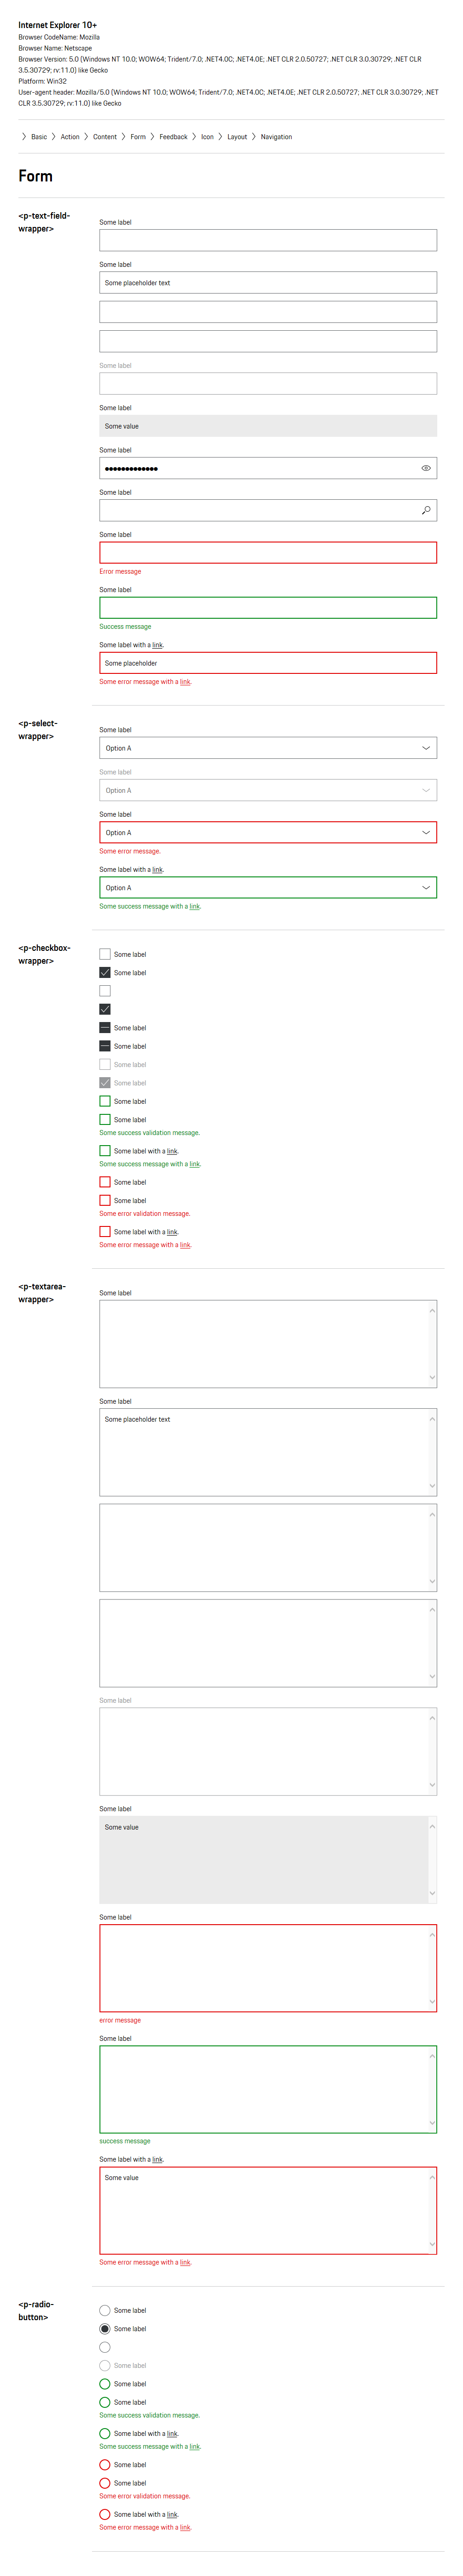 Internet Explorer 10+
Browser CodeName: Mozilla
Browser Name: Netscape
Browser Version: 5.0 (Windows NT 10.0; WOW64; Trident/7.0; .NET4.0C; .NET4.0E; .NET CLR 2.0.50727; .NET CLR 3.0.30729; .NET CLR
3.5.30729; rv:11.0) like Gecko
Platform: Win32
User-agent header: Mozilla/5.0 (Windows NT 10.0; WOW64; Trident/7.0; .NET4.0C; .NET4.0E; .NET CLR 2.0.50727; .NET CLR 3.0.30729; .NET
CLR 3.5.30729; rv:11.0) like Gecko
Basic Action Content Form Feedback Icon Layout Navigation
Form
<p-text-field-
wrapper>
Some label
Some label
Some placeholder text
Some label
Some label
Some value
Some label
Some label
Some label
Error message
Some label
Success message
Some label with a link.
Some placeholder
Some error message with a link.
<p-select-
wrapper>
Some label
Option A
Some label
Option A
Some label
Option A
Some error message.
Some label with a link.
Option A
Some success message with a link.
<p-checkbox-
wrapper>
Some label
Some label
Some label
Some label
Some label
Some label
Some label
Some label
Some success validation message.
Some label with a link.
Some success message with a link.
Some label
Some label
Some error validation message.
Some label with a link.
Some error message with a link.
<p-textarea-
wrapper>
Some label
Some label
Some placeholder text
Some label
Some label
Some value
Some label
error message
Some label
success message
Some label with a link.
Some value
Some error message with a link.
<p-radio-
button>
Some label
Some label
Some label
Some label
Some label
Some success validation message.
Some label with a link.
Some success message with a link.
Some label
Some label
Some error validation message.
Some label with a link.
Some error message with a link.